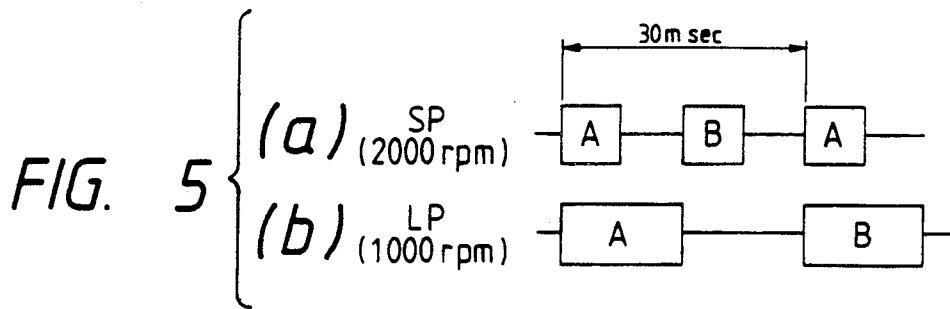 30m sec
FIG. 5
(a) SP (2000 rpm) A B A
(b) LP (1000 rpm) A B